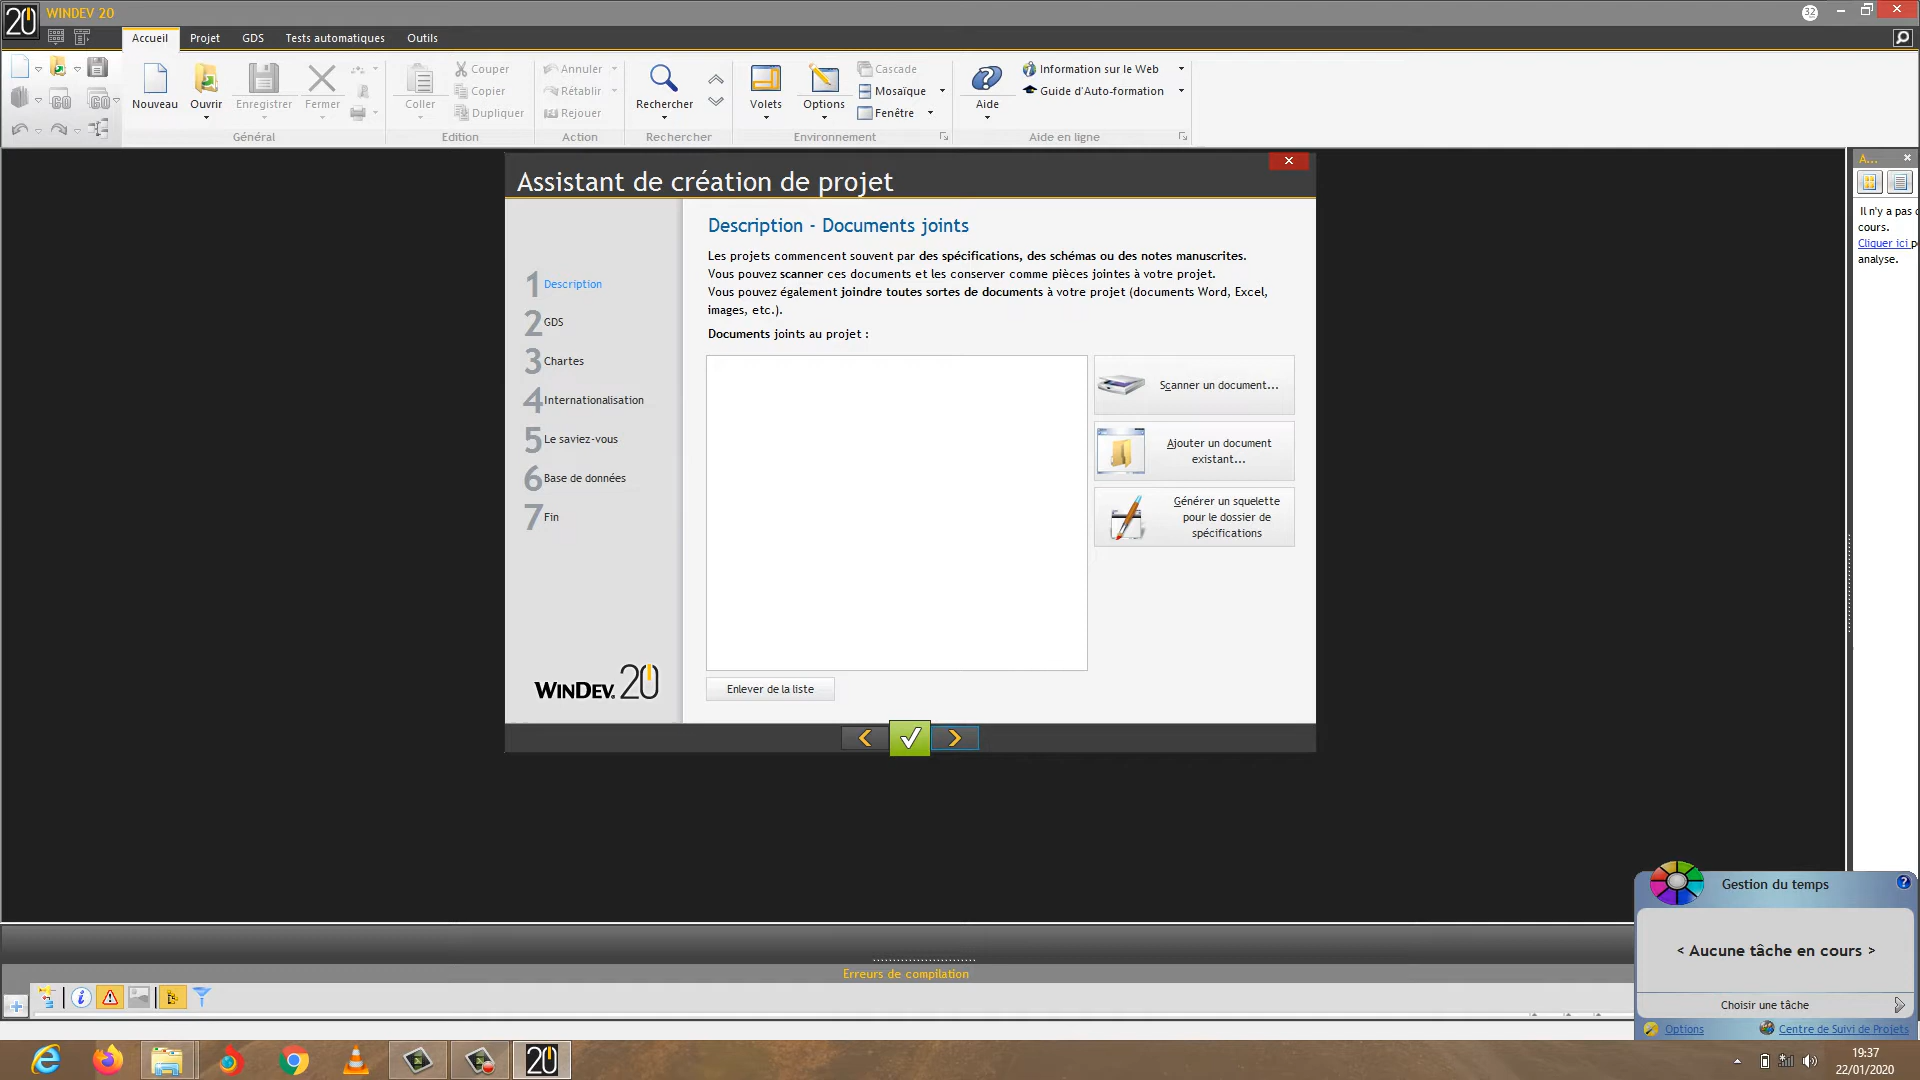 20
WINDEV 20
32
Accueil
Projet
GDS
Tests automatiques
Outils
Nouveau
Ouvrir
Enregistrer
Fermer
Général
Coller
Couper
Copier
Dupliquer
Edition
Annuler
Rétablir
Rejouer
Action
Rechercher
Rechercher
Volets
Options
Cascade
Mosaïque
Fenêtre
Environnement
Aide
Information sur le Web
Guide d'Auto-formation
Aide en ligne
A...
Il n'y a pas
cours.
Cliquer ici
analyse.
Assistant de création de projet
1 Description
2 GDS
3 Chartes
4 Internationalisation
5 Le saviez-vous
6 Base de données
7 Fin
WINDEV. 20
Description - Documents joints
Les projets commencent souvent par des spécifications, des schémas ou des notes manuscrites.
Vous pouvez scanner ces documents et les conserver comme pièces jointes à votre projet.
Vous pouvez également joindre toutes sortes de documents à votre projet (documents Word, Excel,
images, etc.).
Documents joints au projet :
Scanner un document...
Ajouter un document
existant...
Générer un squelette
pour le dossier de
spécifications
Enlever de la liste
Erreurs de compilation
Gestion du temps
< Aucune tâche en cours >
Choisir une tâche
Options
Centre de Suivi de Projets
20
19:37
22/01/2020